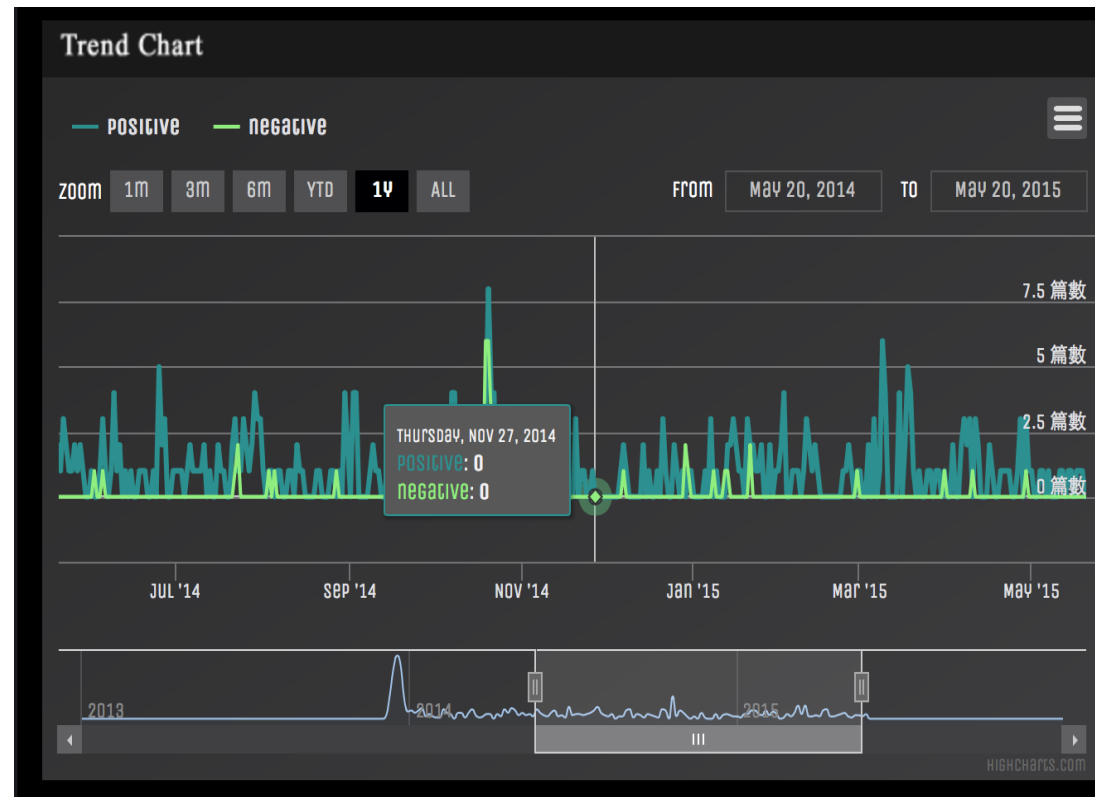 Trend Chart
positive negative
zoom 1m 3m 6m YTD 1y ALL From May 20, 2014 To May 20, 2015
7.5 篇數
5 篇數
2.5 篇數
0 篇數
Thursday, Nov 27, 2014
positive: 0
negative: 0
Jul '14 Sep '14 Nov '14 Jan '15 Mar '15 May '15
2013 2014 2015
Highcharts.com